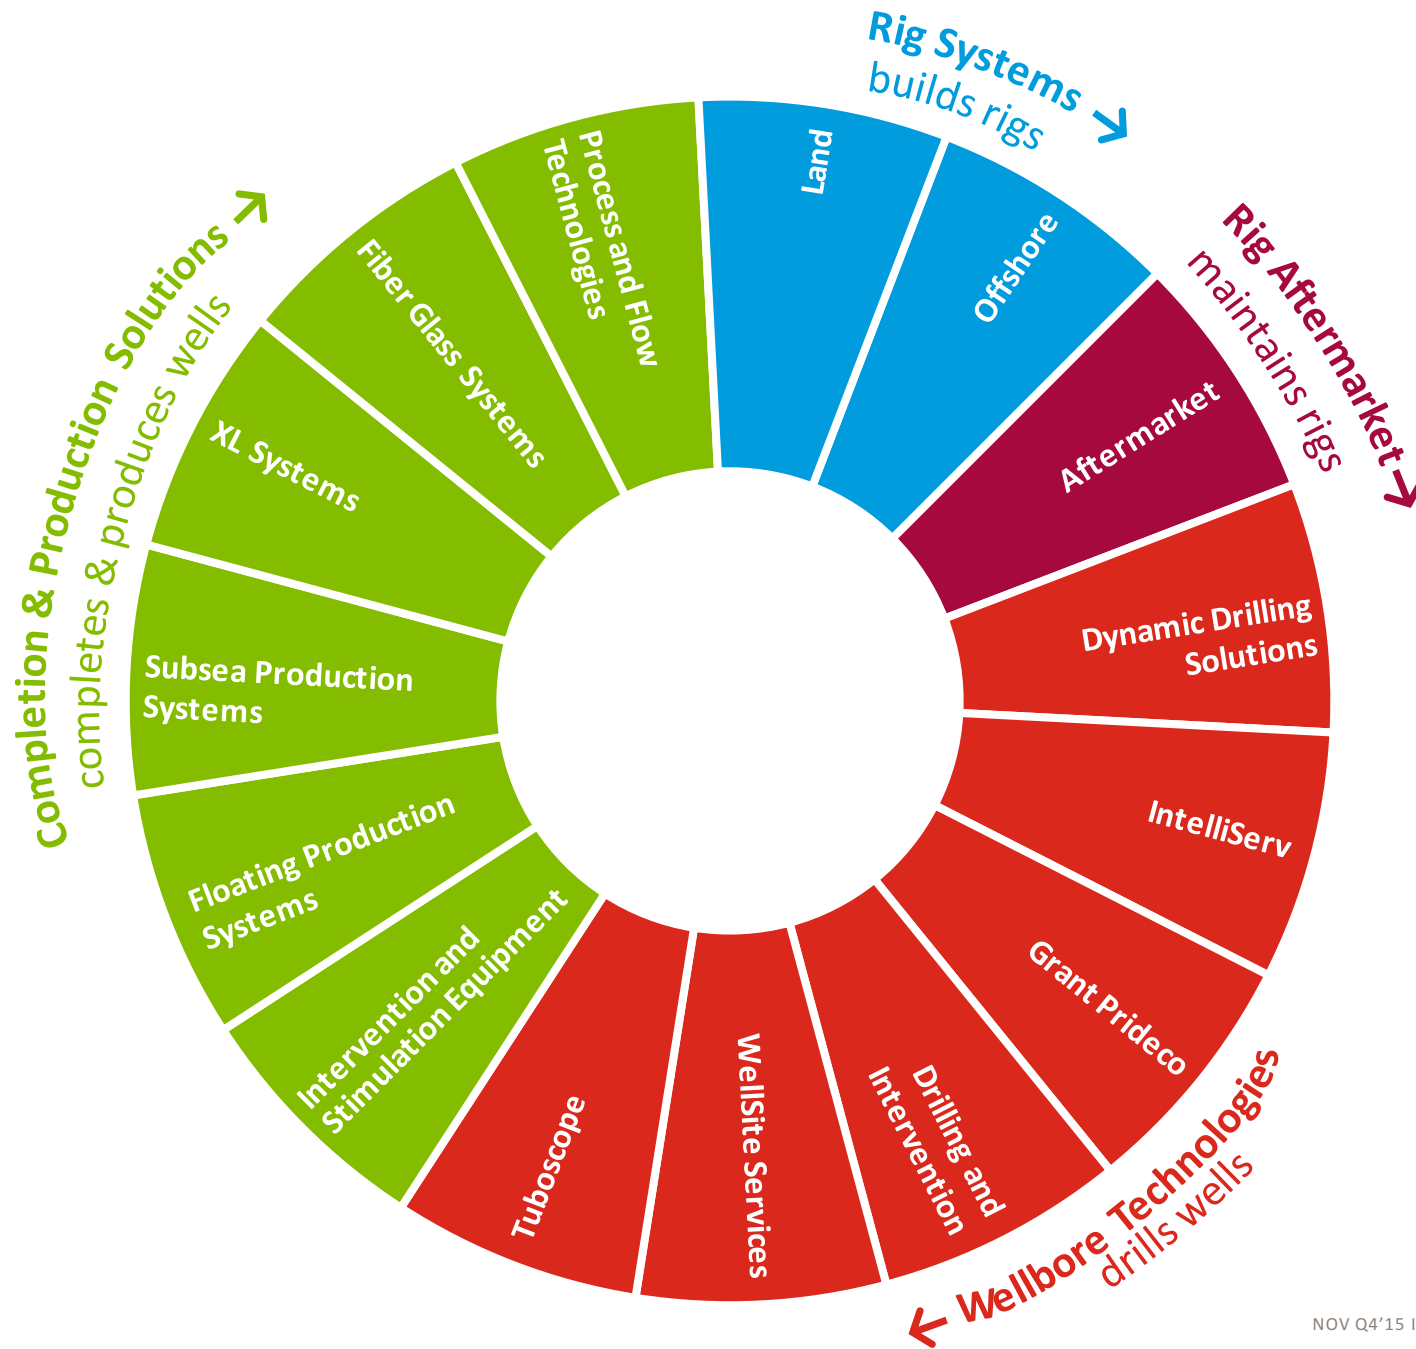 Rig Systems →
builds rigs
Land
Offshore
Rig Aftermarket →
maintains rigs
Aftermarket
Dynamic Drilling
Solutions
IntelliServ
Grant Prideco
Drilling and
Intervention
WellSite Services
Tuboscope
← Wellbore Technologies
drills wells
Completion & Production Solutions →
completes & produces wells
Intervention and
Stimulation Equipment
Floating Production
Systems
Subsea Production
Systems
XL Systems
Fiber Glass Systems
Process and Flow
Technologies
NOV Q4’15 I